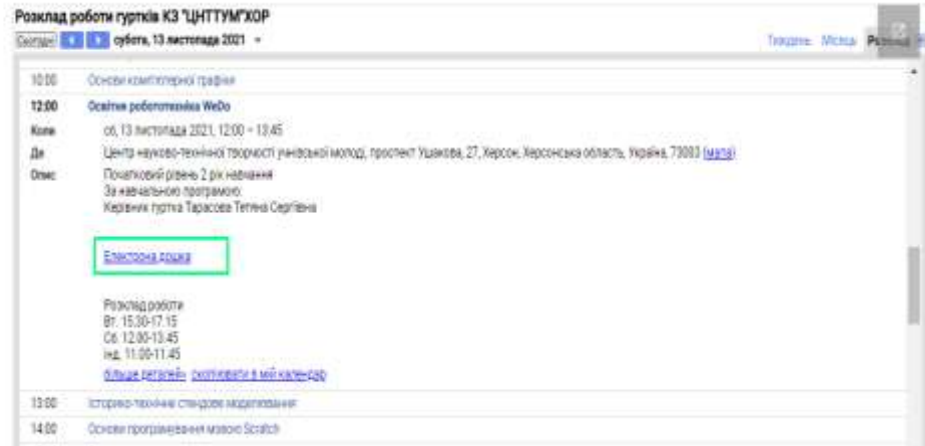 Розклад роботи гуртків КЗ "ЦНТТУМ"ХОР
Сьогодні субота, 13 листопада 2021 Тиждень Місяць
10:00 Основи комп'ютерної графіки
12:00 Освітня робототехніка WeDo
Коли сб, 13 листопада 2021, 12:00 – 13:45
Де Центр науково-технічної творчості учнівської молоді, проспект Ушакова, 27, Херсон, Херсонська область, Україна, 73003 (мапа)
Опис Початковий рівень 2 рік навчання
За навчальною програмою:
Керівник гуртка Тарасова Тетяна Сергіївна
Електрона дошка
Розклад роботи
Вт. 15.30-17.15
Сб. 12.00-13.45
інд. 11.00-11.45
більше деталей» скопіювати в мій календар
13:00 Історико-технічне стендове моделювання
14:00 Основи програмування мовою Scratch